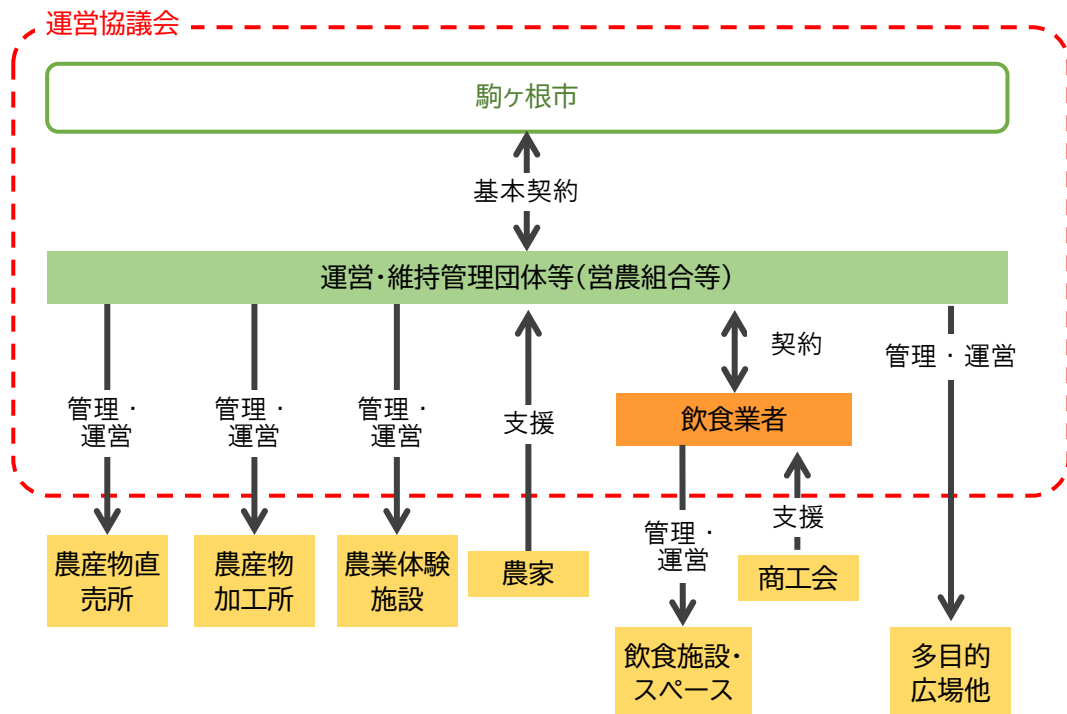 運営協議会
駒ヶ根市
基本契約
運営・維持管理団体等(営農組合等)
契約
管理・運営
管理・
運営
管理・
運営
管理・
運営
支援
飲食業者
支援
管理・
運営
農産物直
売所
農産物
加工所
農業体験
施設
農家
商工会
飲食施設・
スペース
多目的
広場他